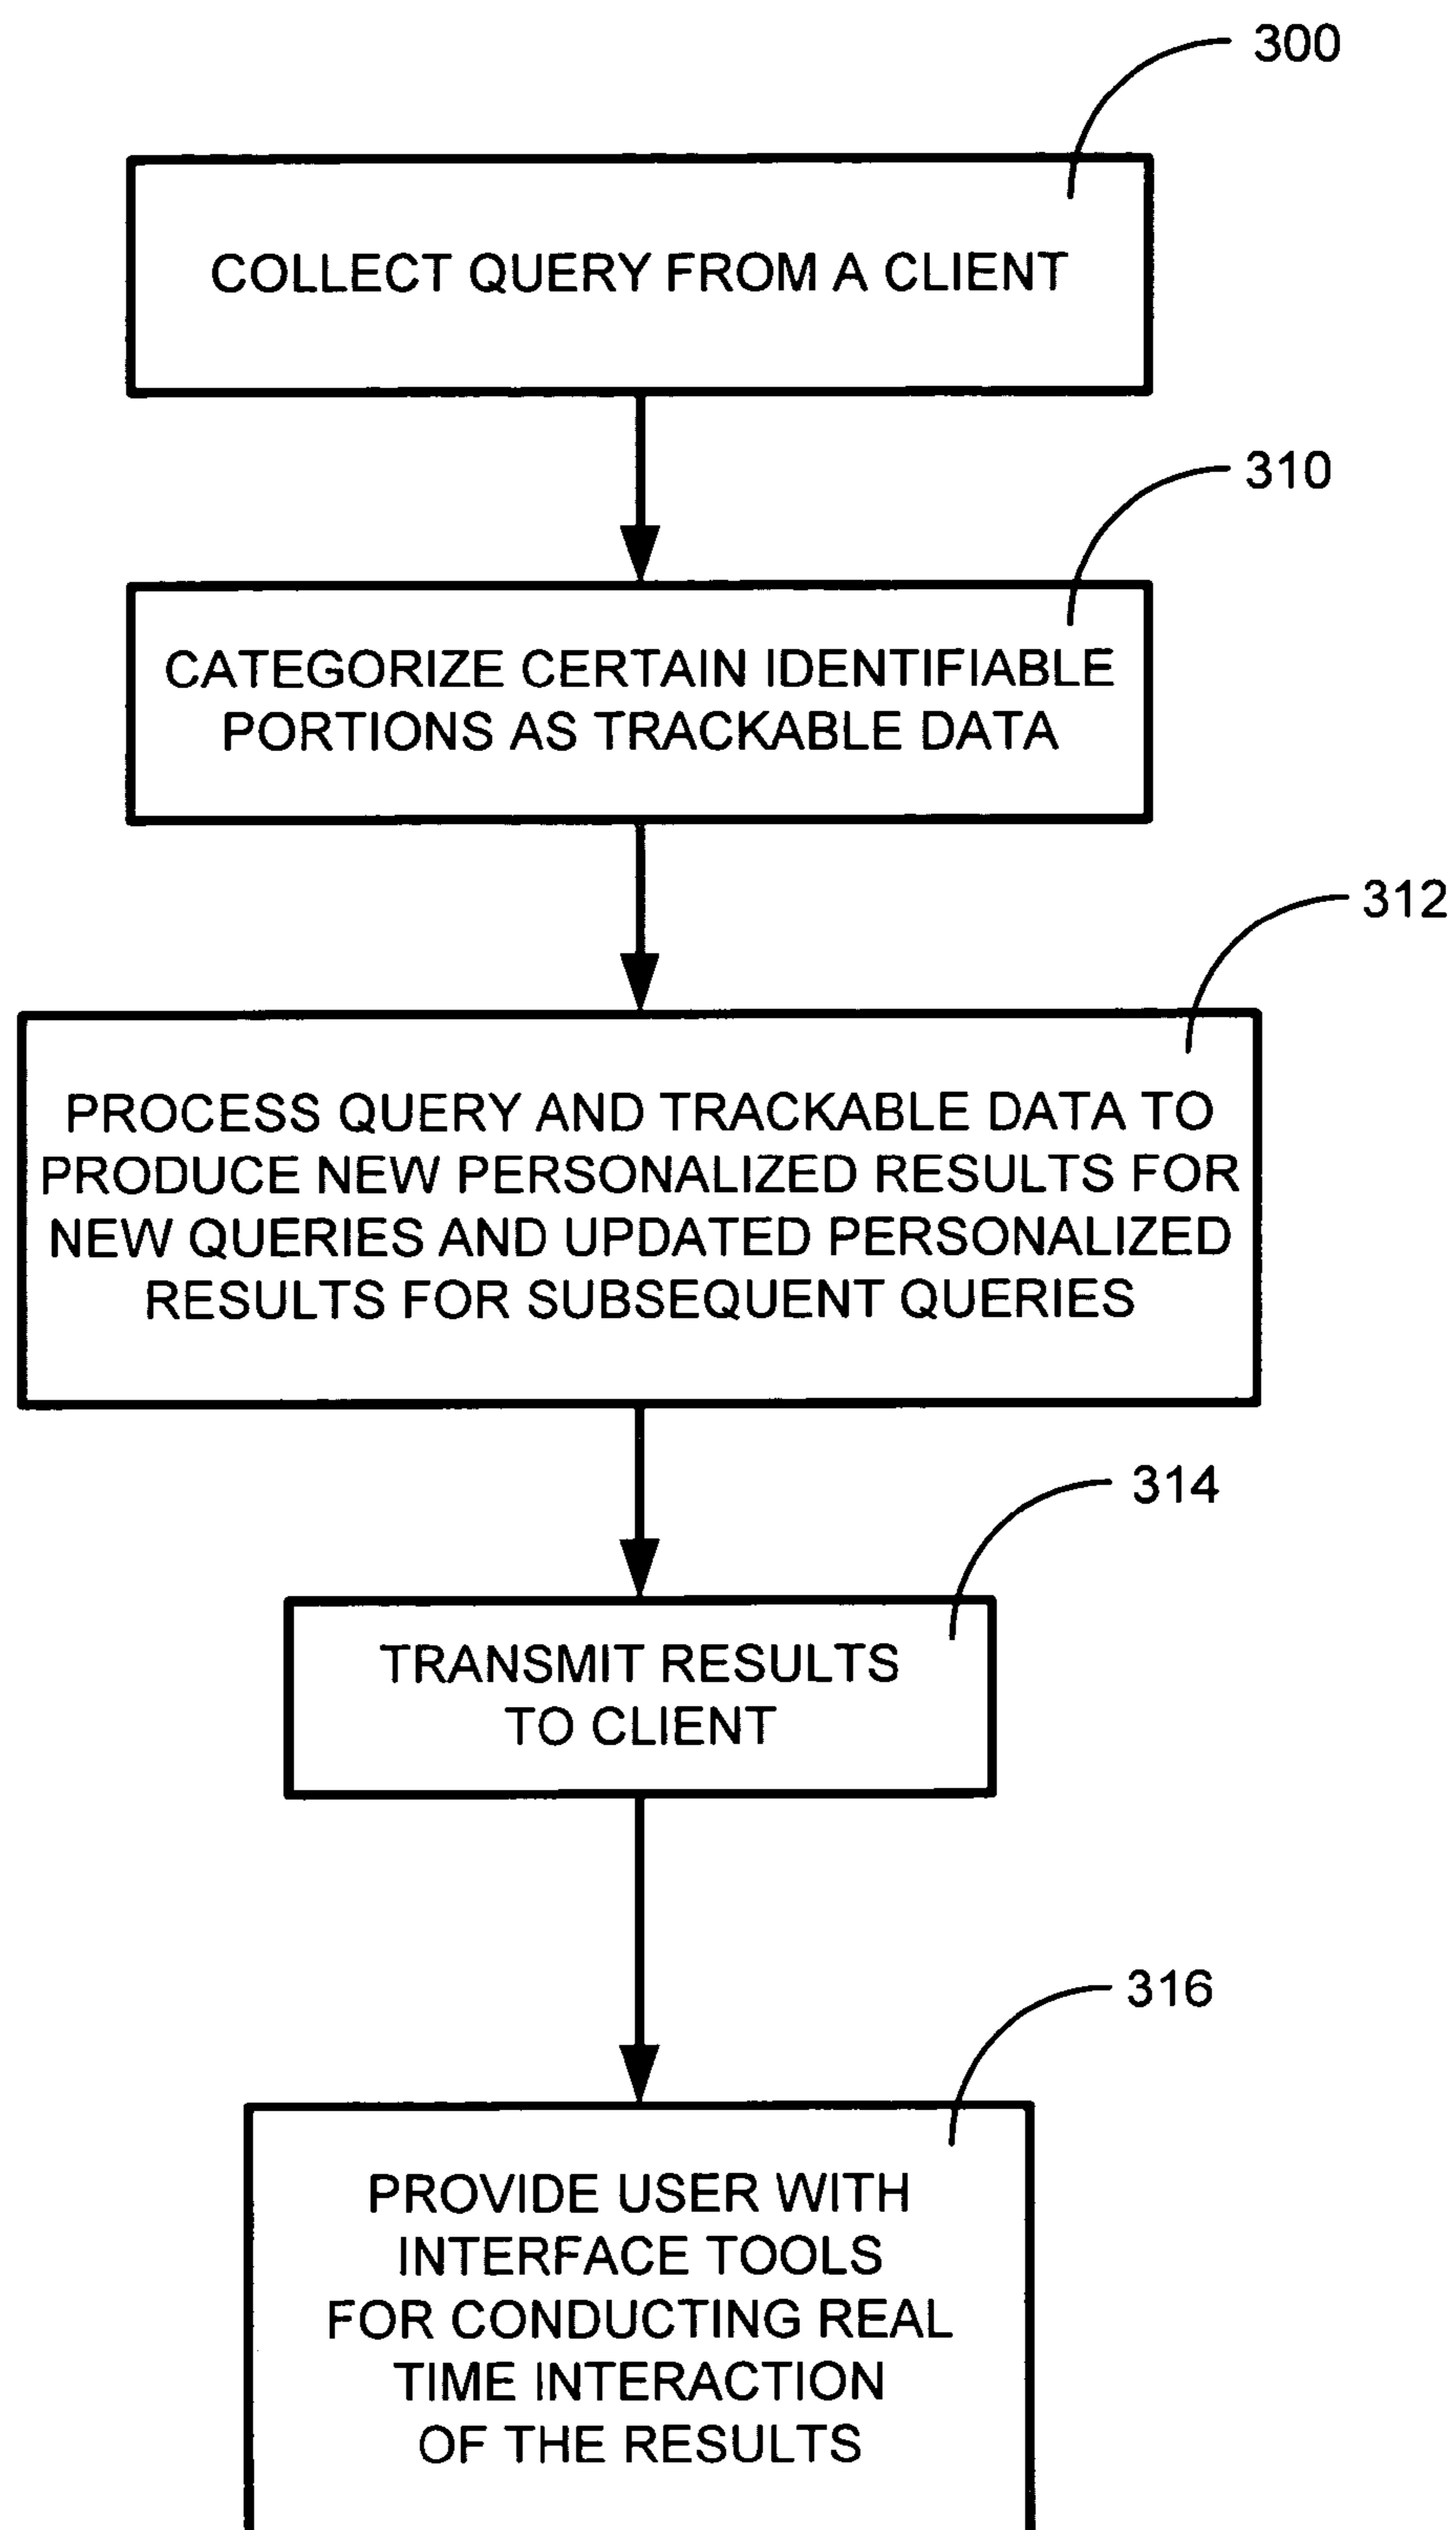 300
COLLECT QUERY FROM A CLIENT
310
CATEGORIZE CERTAIN IDENTIFIABLE
PORTIONS AS TRACKABLE DATA
312
PROCESS QUERY AND TRACKABLE DATA TO
PRODUCE NEW PERSONALIZED RESULTS FOR
NEW QUERIES AND UPDATED PERSONALIZED
RESULTS FOR SUBSEQUENT QUERIES
314
TRANSMIT RESULTS
TO CLIENT
316
PROVIDE USER WITH
INTERFACE TOOLS
FOR CONDUCTING REAL
TIME INTERACTION
OF THE RESULTS